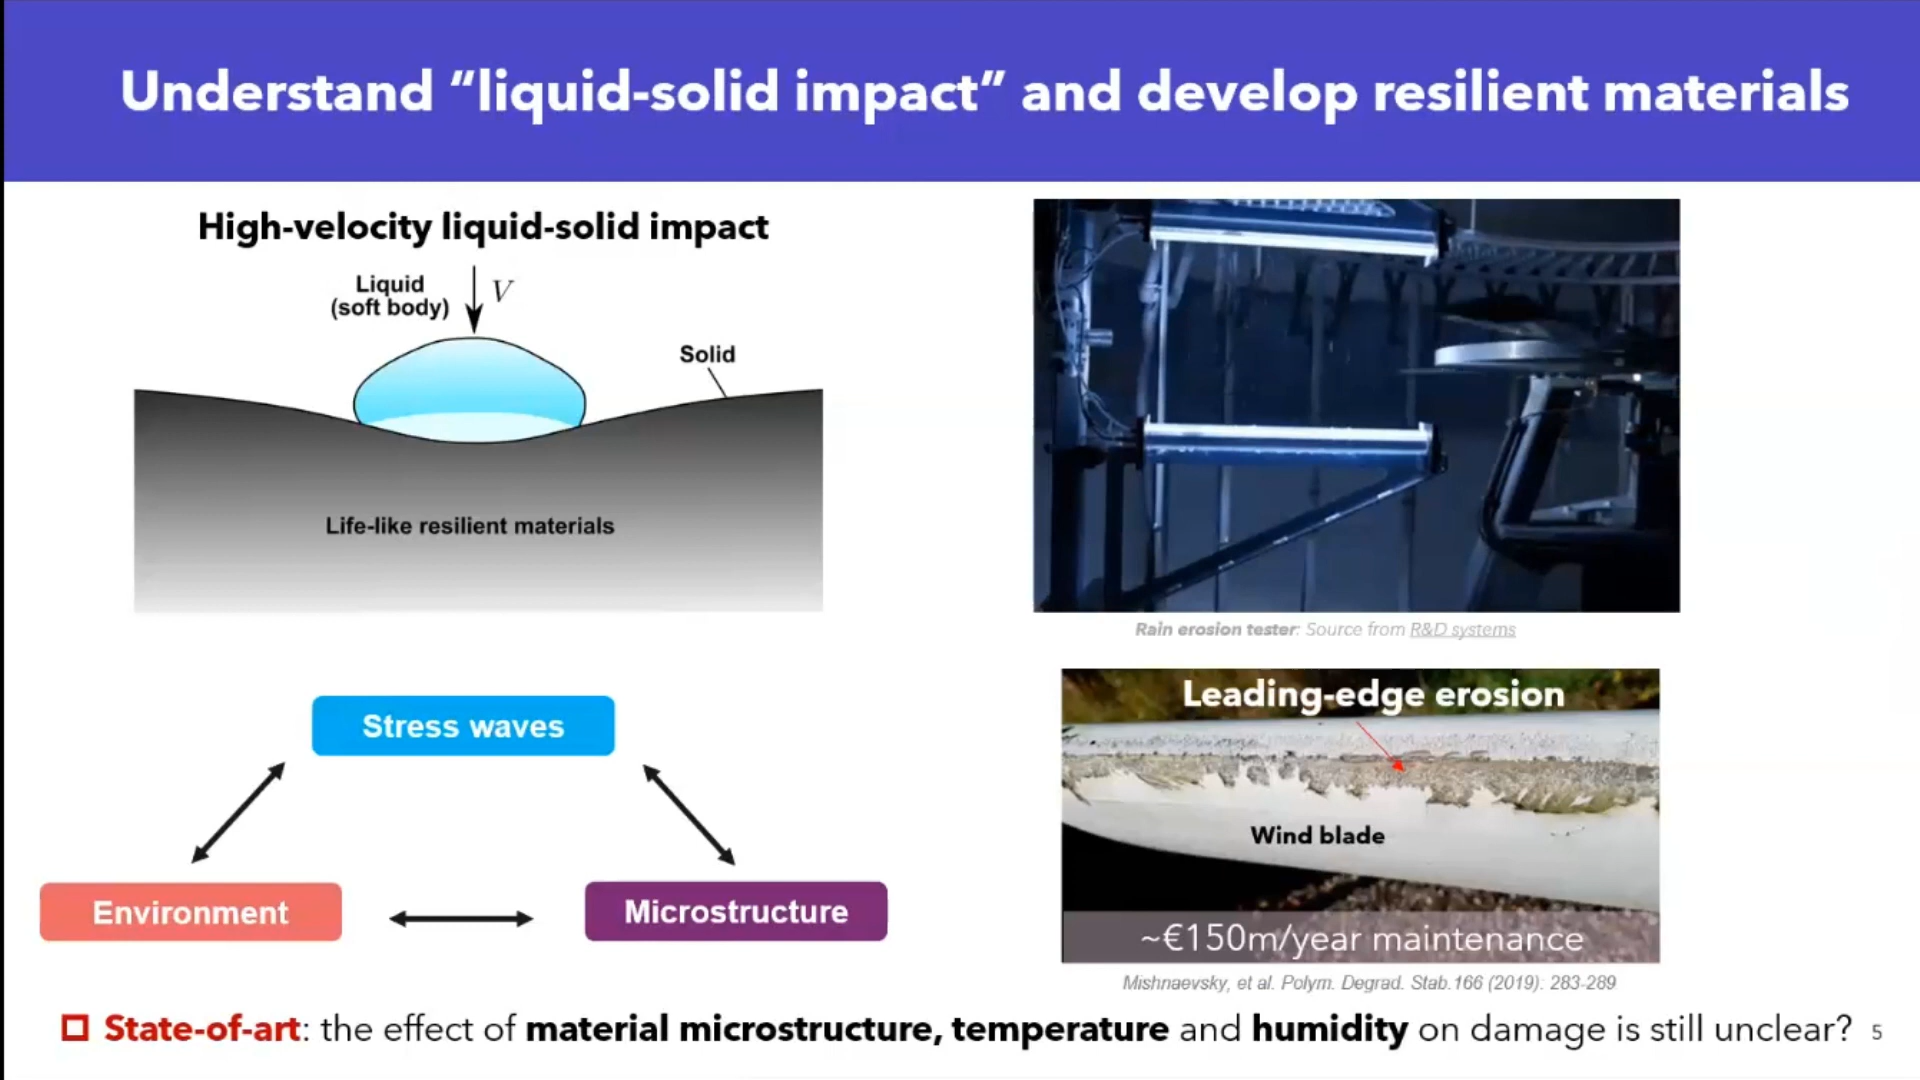 Understand “liquid-solid impact” and develop resilient materials
High-velocity liquid-solid impact
Liquid
(soft body)
V
Solid
Life-like resilient materials
Rain erosion tester: Source from R&D systems
Stress waves
Environment
Microstructure
Leading-edge erosion
Wind blade
~€150m/year maintenance
Mishnaevsky, et al. Polym. Degrad. Stab.166 (2019): 283-289
State-of-art: the effect of material microstructure, temperature and humidity on damage is still unclear?
5